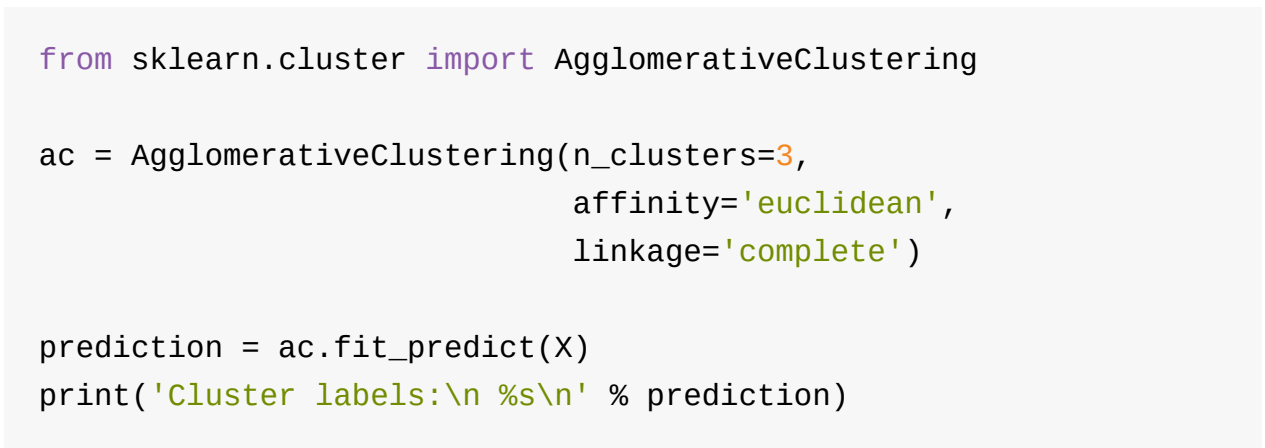 from sklearn.cluster import AgglomerativeClustering
ac = AgglomerativeClustering(n_clusters=3,
affinity='euclidean',
linkage='complete')
prediction = ac.fit_predict(X)
print('Cluster labels:\n %s\n' % prediction)